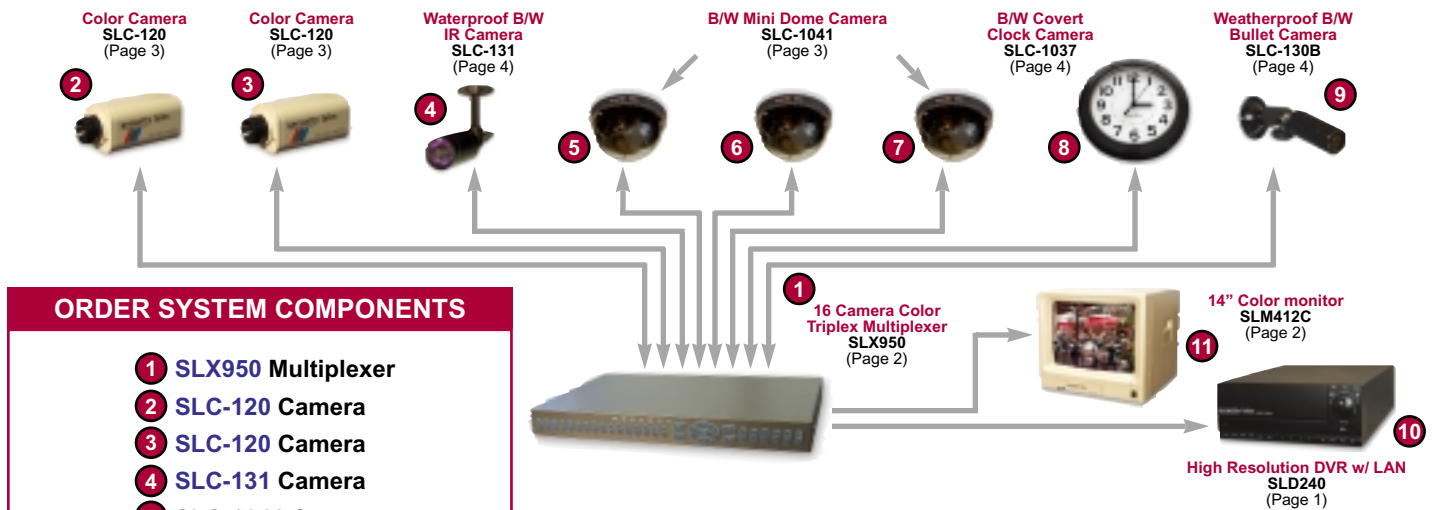 Color Camera
SLC-120
(Page 3)
Color Camera
SLC-120
(Page 3)
Waterproof B/W
IR Camera
SLC-131
(Page 4)
B/W Mini Dome Camera
SLC-1041
(Page 3)
B/W Covert
Clock Camera
SLC-1037
(Page 4)
Weatherproof B/W
Bullet Camera
SLC-130B
(Page 4)
2
3
4
5
6
7
8
9
1
16 Camera Color
Triplex Multiplexer
SLX950
(Page 2)
14” Color monitor
SLM412C
(Page 2)
11
10
High Resolution DVR w/ LAN
SLD240
(Page 1)
ORDER SYSTEM COMPONENTS
1 SLX950 Multiplexer
2 SLC-120 Camera
3 SLC-120 Camera
4 SLC-131 Camera